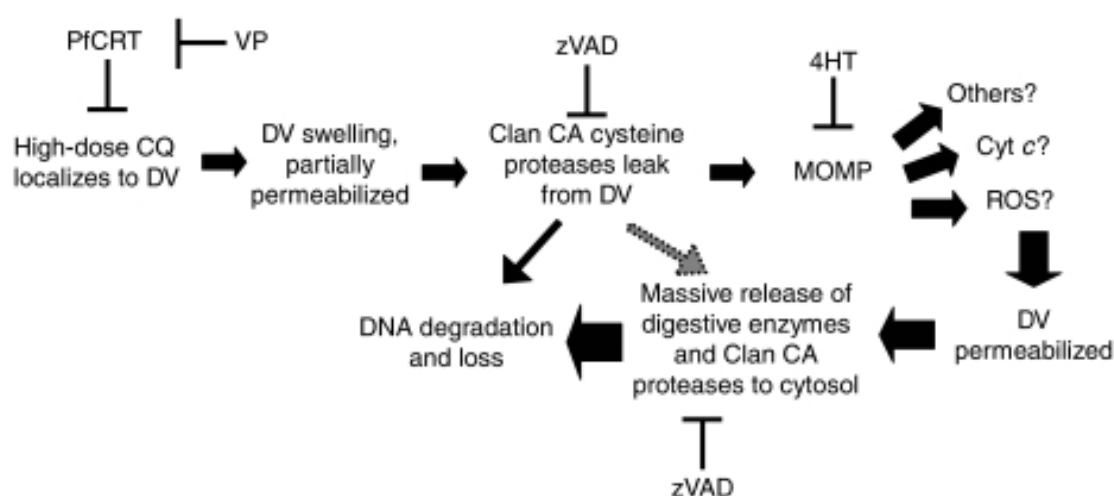 PfCRT
VP
zVAD
4HT
High-dose CQ
localizes to DV
DV swelling,
partially
permeabilized
Clan CA cysteine
proteases leak
from DV
MOMP
Others?
Cyt c?
ROS?
DV
permeabilized
Massive release of
digestive enzymes
and Clan CA
proteases to cytosol
DNA degradation
and loss
zVAD